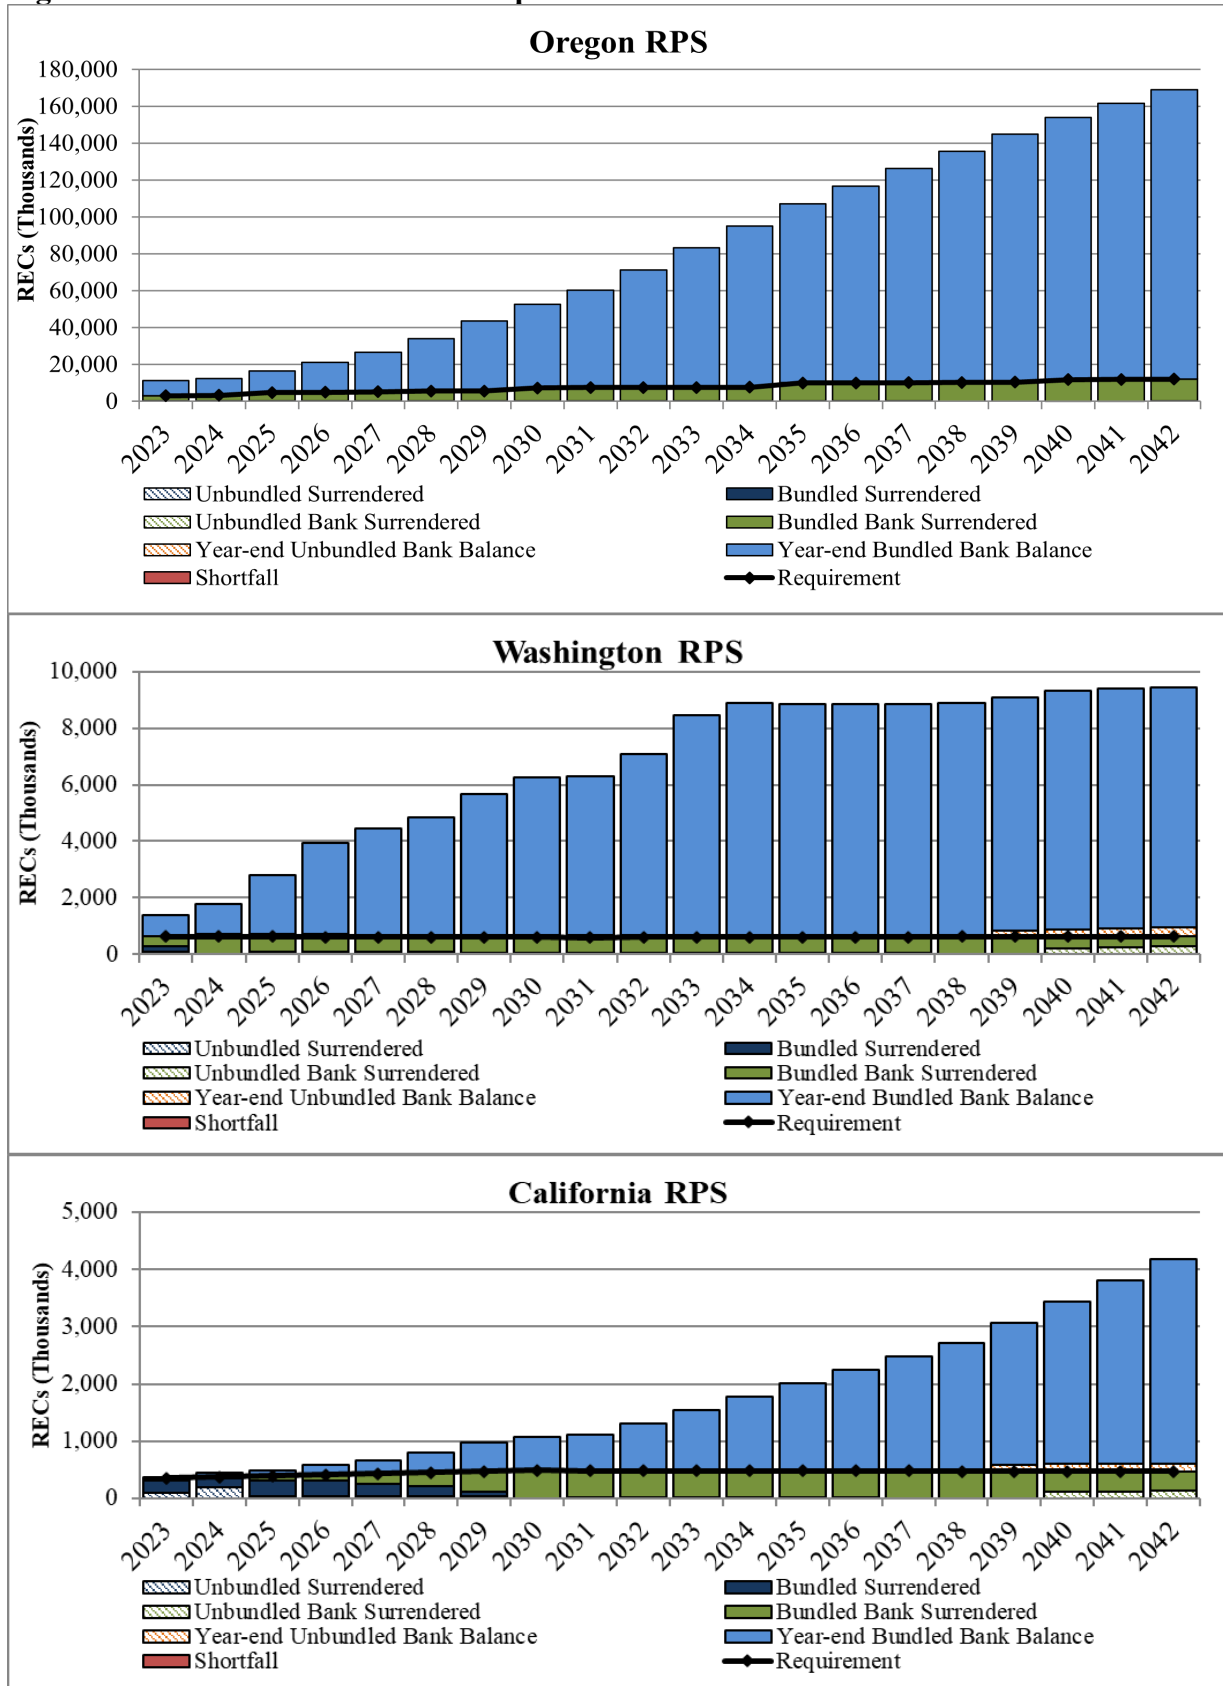 Oregon RPS
RECs (Thousands)
180,000
160,000
140,000
120,000
100,000
80,000
60,000
40,000
20,000
0
2023 2024 2025 2026 2027 2028 2029 2030 2031 2032 2033 2034 2035 2036 2037 2038 2039 2040 2041 2042
Unbundled Surrendered Bundled Surrendered
Unbundled Bank Surrendered Bundled Bank Surrendered
Year-end Unbundled Bank Balance Year-end Bundled Bank Balance
Shortfall Requirement
Washington RPS
RECs (Thousands)
10,000
8,000
6,000
4,000
2,000
0
2023 2024 2025 2026 2027 2028 2029 2030 2031 2032 2033 2034 2035 2036 2037 2038 2039 2040 2041 2042
Unbundled Surrendered Bundled Surrendered
Unbundled Bank Surrendered Bundled Bank Surrendered
Year-end Unbundled Bank Balance Year-end Bundled Bank Balance
Shortfall Requirement
California RPS
RECs (Thousands)
5,000
4,000
3,000
2,000
1,000
0
2023 2024 2025 2026 2027 2028 2029 2030 2031 2032 2033 2034 2035 2036 2037 2038 2039 2040 2041 2042
Unbundled Surrendered Bundled Surrendered
Unbundled Bank Surrendered Bundled Bank Surrendered
Year-end Unbundled Bank Balance Year-end Bundled Bank Balance
Shortfall Requirement